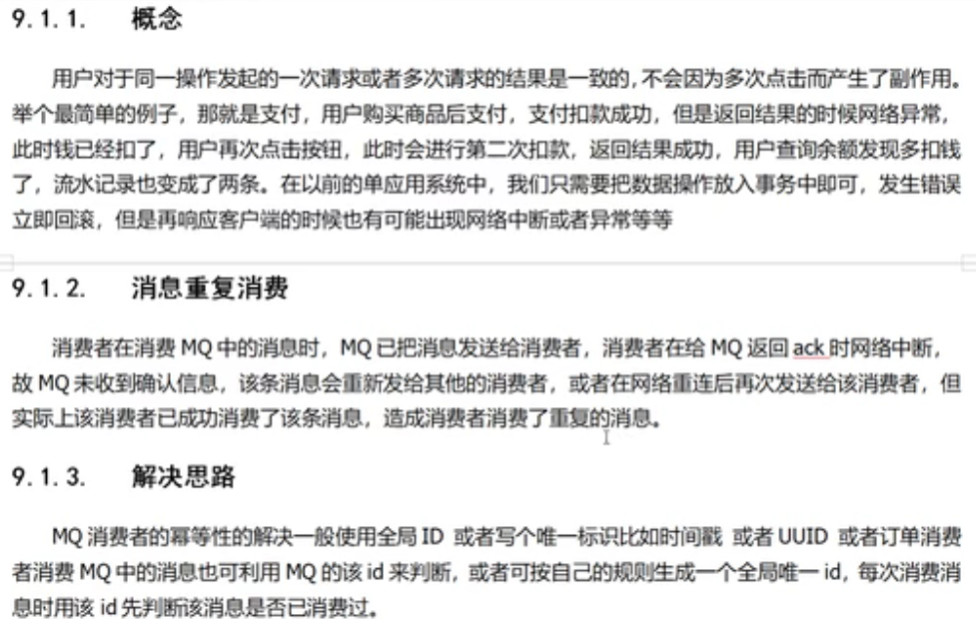 9.1.1. 概念
用户对于同一操作发起的一次请求或者多次请求的结果是一致的，不会因为多次点击而产生了副作用。
举个最简单的例子，那就是支付，用户购买商品后支付，支付扣款成功，但是返回结果的时候网络异常，
此时钱已经扣了，用户再次点击按钮，此时会进行第二次扣款，返回结果成功，用户查询余额发现多扣钱
了，流水记录也变成了两条。在以前的单应用系统中，我们只需要把数据操作放入事务中即可，发生错误
立即回滚，但是再响应客户端的时候也有可能出现网络中断或者异常等等
9.1.2. 消息重复消费
消费者在消费 MQ 中的消息时，MQ 已把消息发送给消费者，消费者在给 MQ 返回 ack 时网络中断，
故 MQ 未收到确认信息，该条消息会重新发给其他的消费者，或者在网络重连后再次发送给该消费者，但
实际上该消费者已成功消费了该条消息，造成消费者消费了重复的消息。
9.1.3. 解决思路
MQ 消费者的幂等性的解决一般使用全局 ID 或者写个唯一标识比如时间戳 或者 UUID 或者订单消费
者消费 MQ 中的消息也可利用 MQ 的该 id 来判断，或者可按自己的规则生成一个全局唯一 id，每次消费消
息时用该 id 先判断该消息是否已消费过。